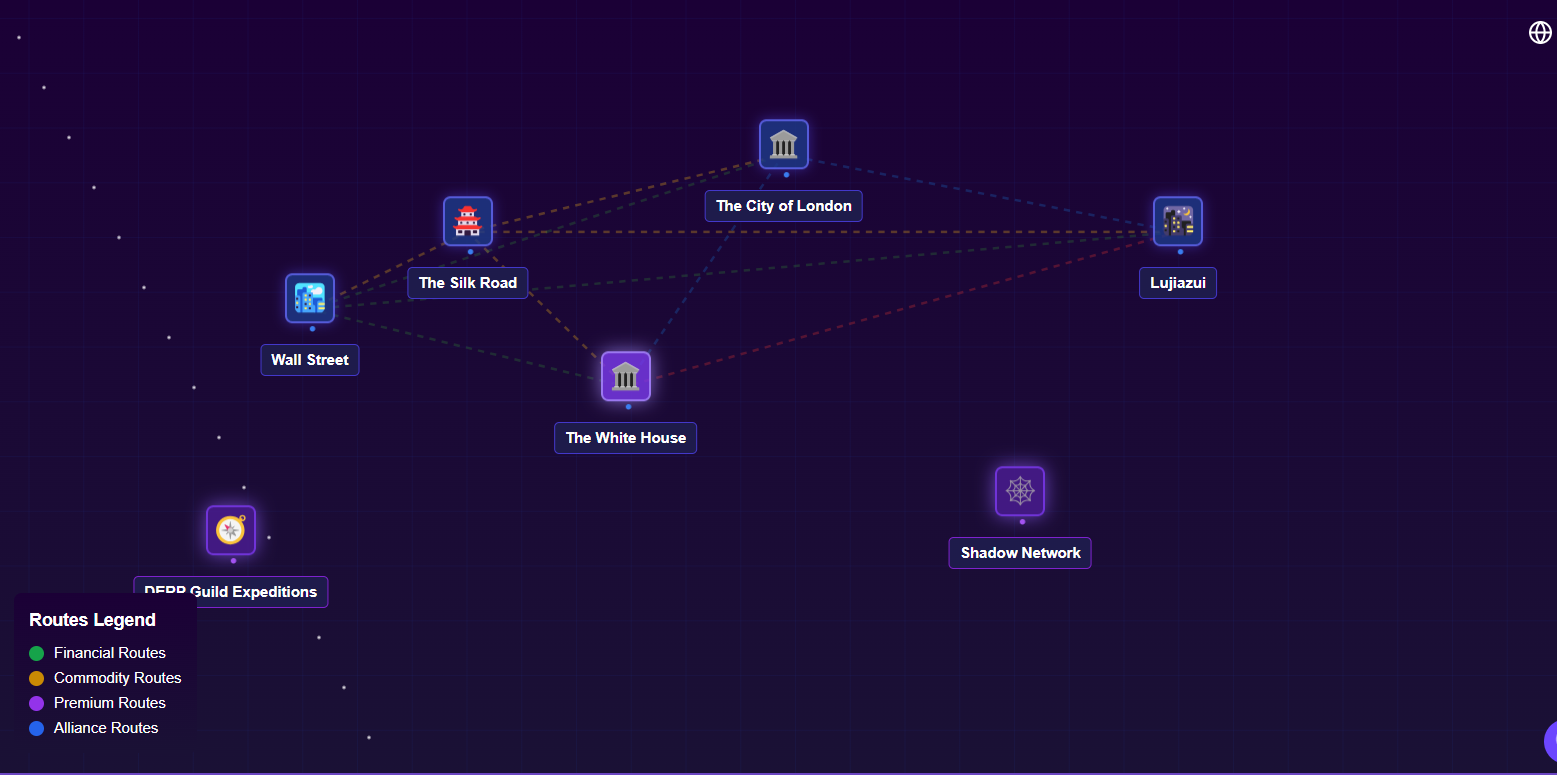 The City of London
The Silk Road
Lujiazui
Wall Street
The White House
Shadow Network
DERP Guild Expeditions
Routes Legend
Financial Routes
Commodity Routes
Premium Routes
Alliance Routes